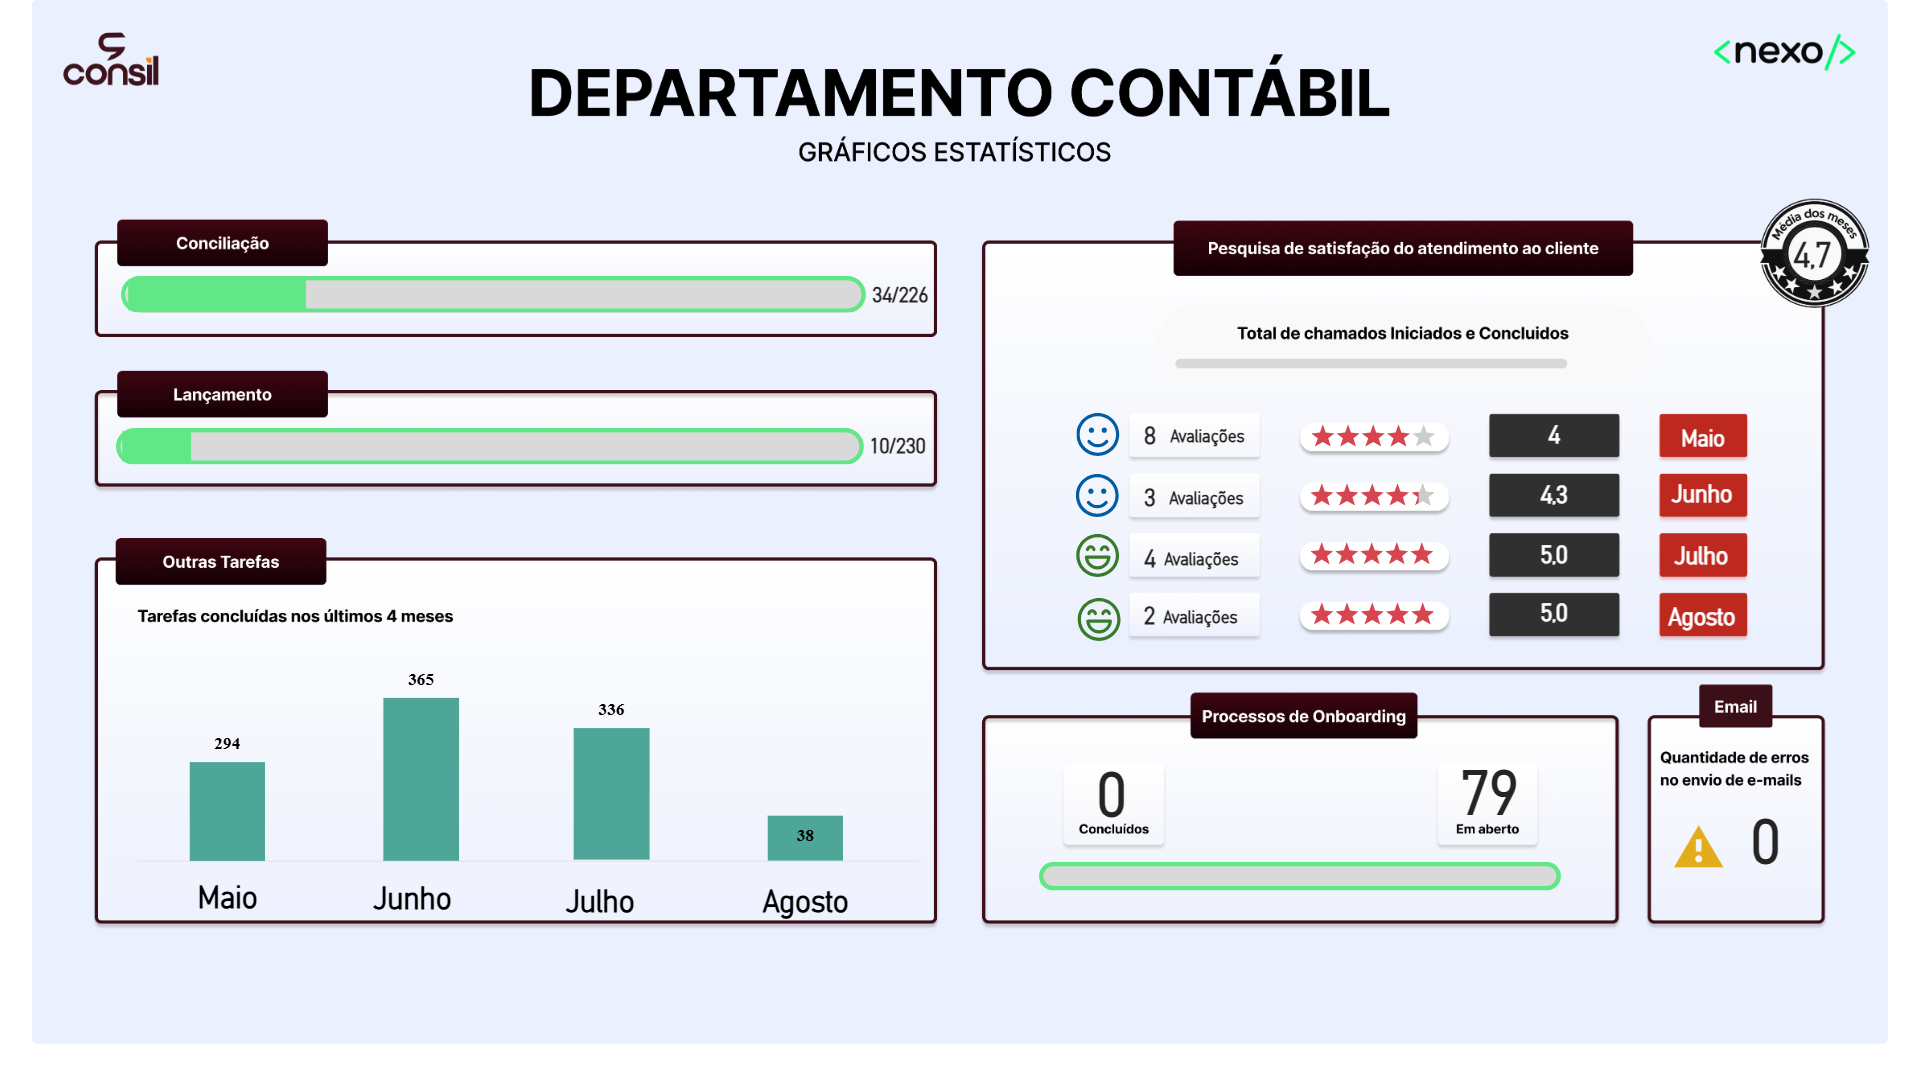 consil
<nexo/>
DEPARTAMENTO CONTÁBIL
GRÁFICOS ESTATÍSTICOS
Conciliação
34/226
Lançamento
10/230
Outras Tarefas
Tarefas concluídas nos últimos 4 meses
294
365
336
38
Maio
Junho
Julho
Agosto
Pesquisa de satisfação do atendimento ao cliente
Média dos meses
4,7
Total de chamados Iniciados e Concluidos
8 Avaliações 4 Maio
3 Avaliações 4,3 Junho
4 Avaliações 5,0 Julho
2 Avaliações 5,0 Agosto
Processos de Onboarding
0
Concluídos
79
Em aberto
Email
Quantidade de erros
no envio de e-mails
0